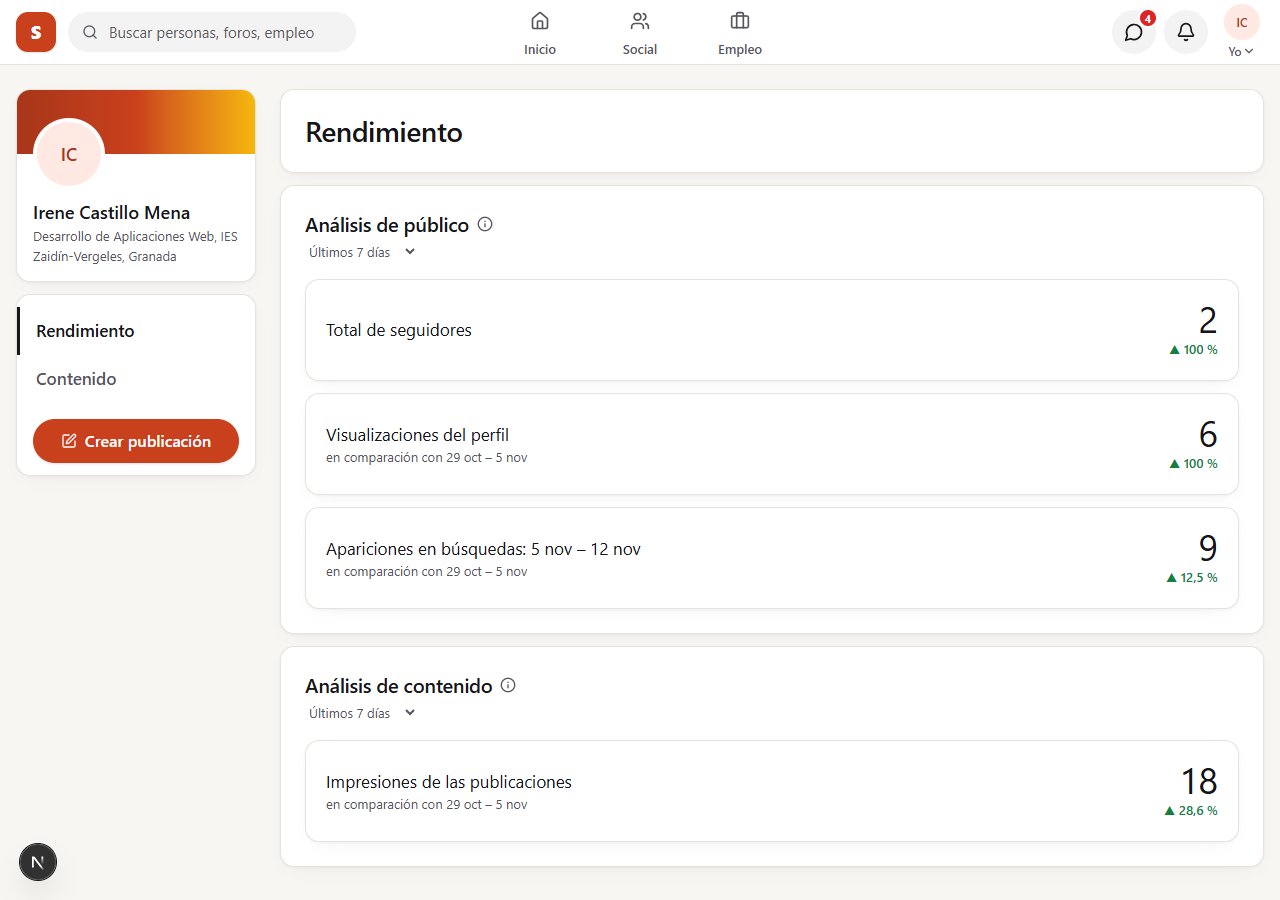 S
Buscar personas, foros, empleo
Inicio
Social
Empleo
4
IC
Yo
IC
Irene Castillo Mena
Desarrollo de Aplicaciones Web, IES
Zaidín-Vergeles, Granada
Rendimiento
Contenido
Crear publicación
Rendimiento
Análisis de público
Últimos 7 días
Total de seguidores
2
▲ 100 %
Visualizaciones del perfil
en comparación con 29 oct – 5 nov
6
▲ 100 %
Apariciones en búsquedas: 5 nov – 12 nov
en comparación con 29 oct – 5 nov
9
▲ 12,5 %
Análisis de contenido
Últimos 7 días
Impresiones de las publicaciones
en comparación con 29 oct – 5 nov
18
▲ 28,6 %
N